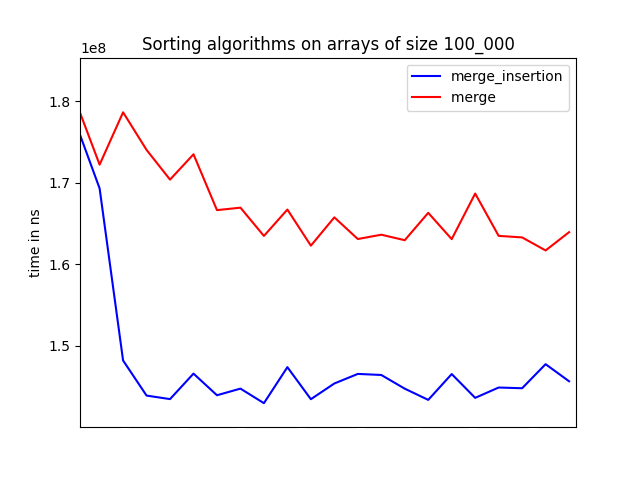 Sorting algorithms on arrays of size 100_000
1e8
merge_insertion
merge
1.8
1.7
1.6
1.5
time in ns